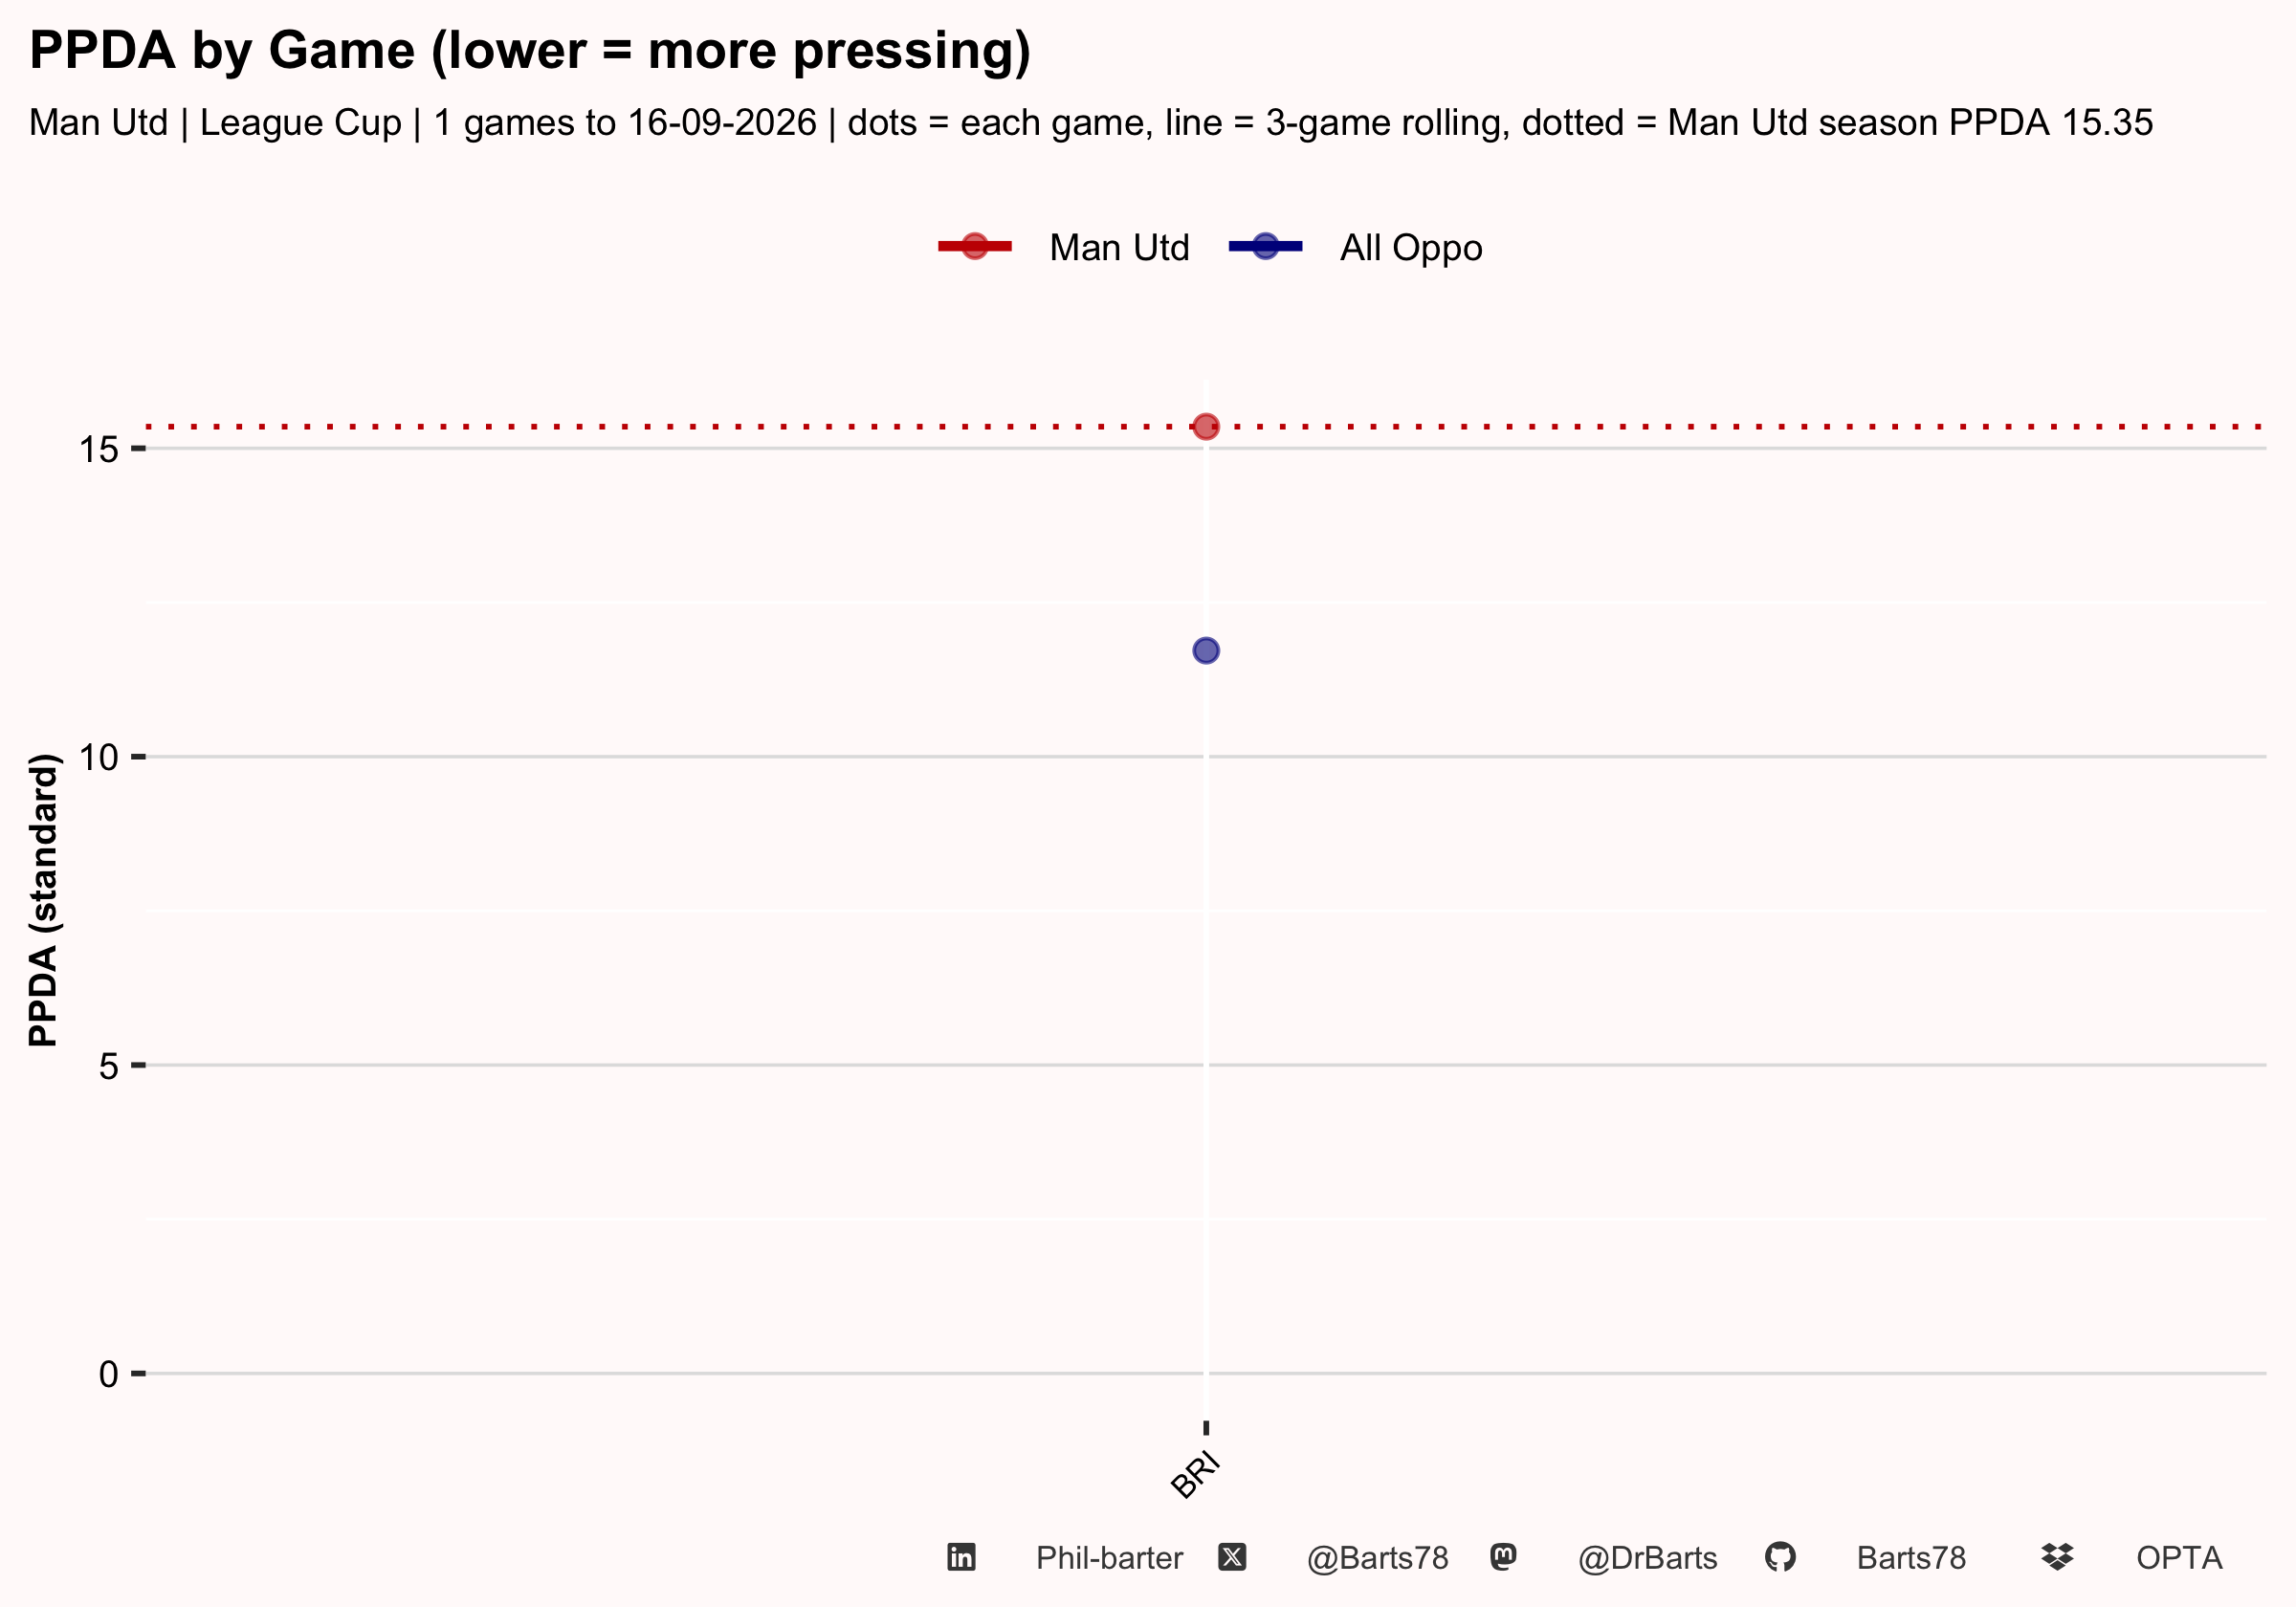 PPDA by Game (lower = more pressing)
Man Utd | League Cup | 1 games to 16-09-2026 | dots = each game, line = 3-game rolling, dotted = Man Utd season PPDA 15.35
Man Utd All Oppo
15
10
5
0
PPDA (standard)
BRI
Phil-barter @Barts78 @DrBarts Barts78 OPTA